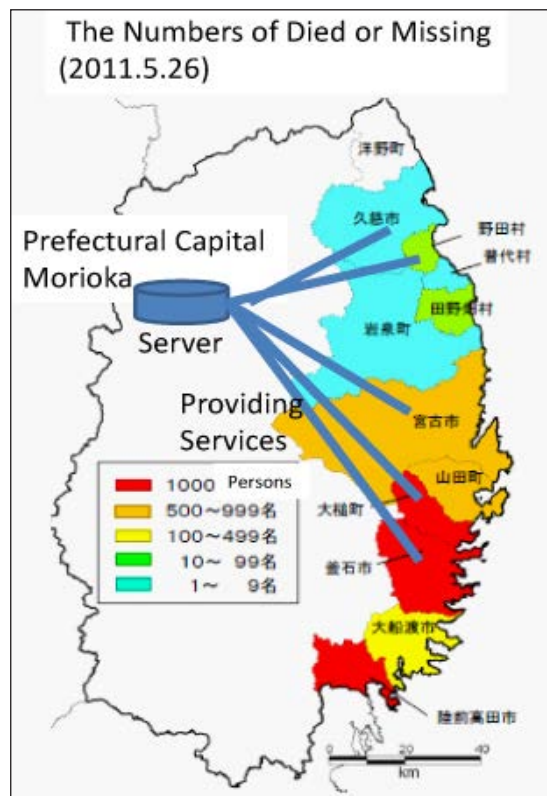 The Numbers of Died or Missing
(2011.5.26)
洋野町
久慈市
野田村
普代村
Prefectural Capital
Morioka
田野畑村
岩泉町
Server
Providing
Services
宮古市
山田町
1000 Persons
500～999名
100～499名
10～ 99名
1～ 9名
大槌町
釜石市
大船渡市
陸前高田市
0 20 40
km